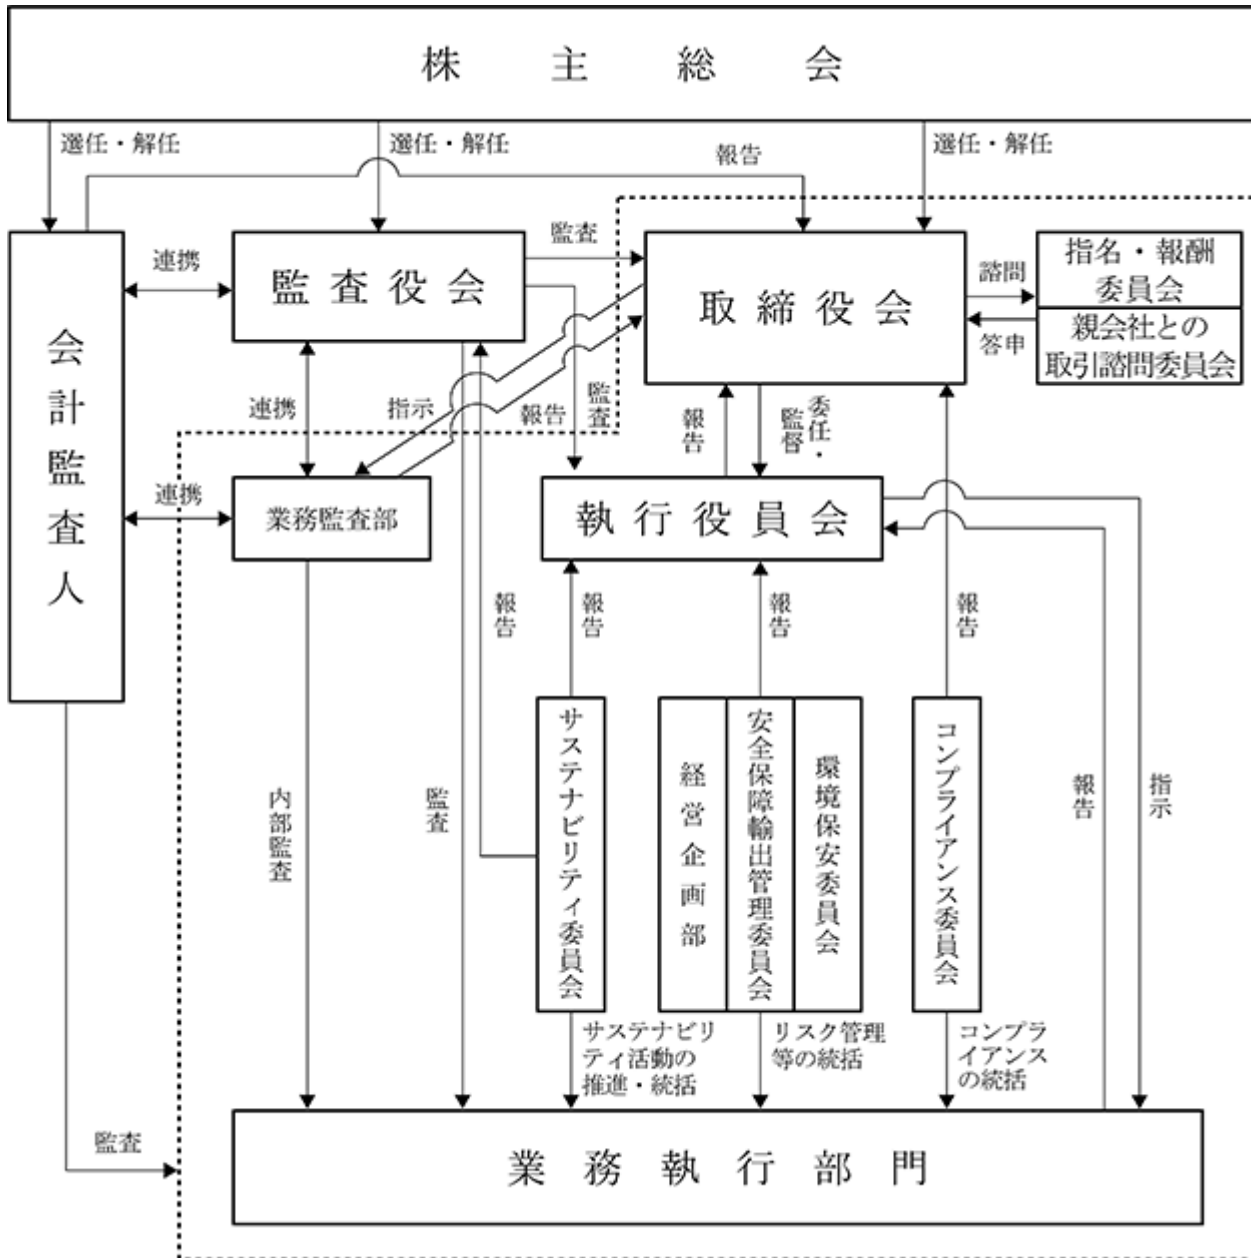 株主総会
選任・解任
選任・解任
選任・解任
報告
会計監査人
連携
監査役会
監査
取締役会
諮問
答申
指名・報酬
委員会
親会社との
取引諮問委員会
連携
指示
報告
監査
報告
委任・
監督
連携
業務監査部
執行役員会
報告
報告
報告
報告
内部監査
監査
サステナビリティ委員会
経営企画部
安全保障輸出管理委員会
環境保安委員会
コンプライアンス委員会
報告
指示
サステナビリ
ティ活動の
推進・統括
リスク管理
等の統括
コンプラ
イアンス
の統括
監査
業務執行部門